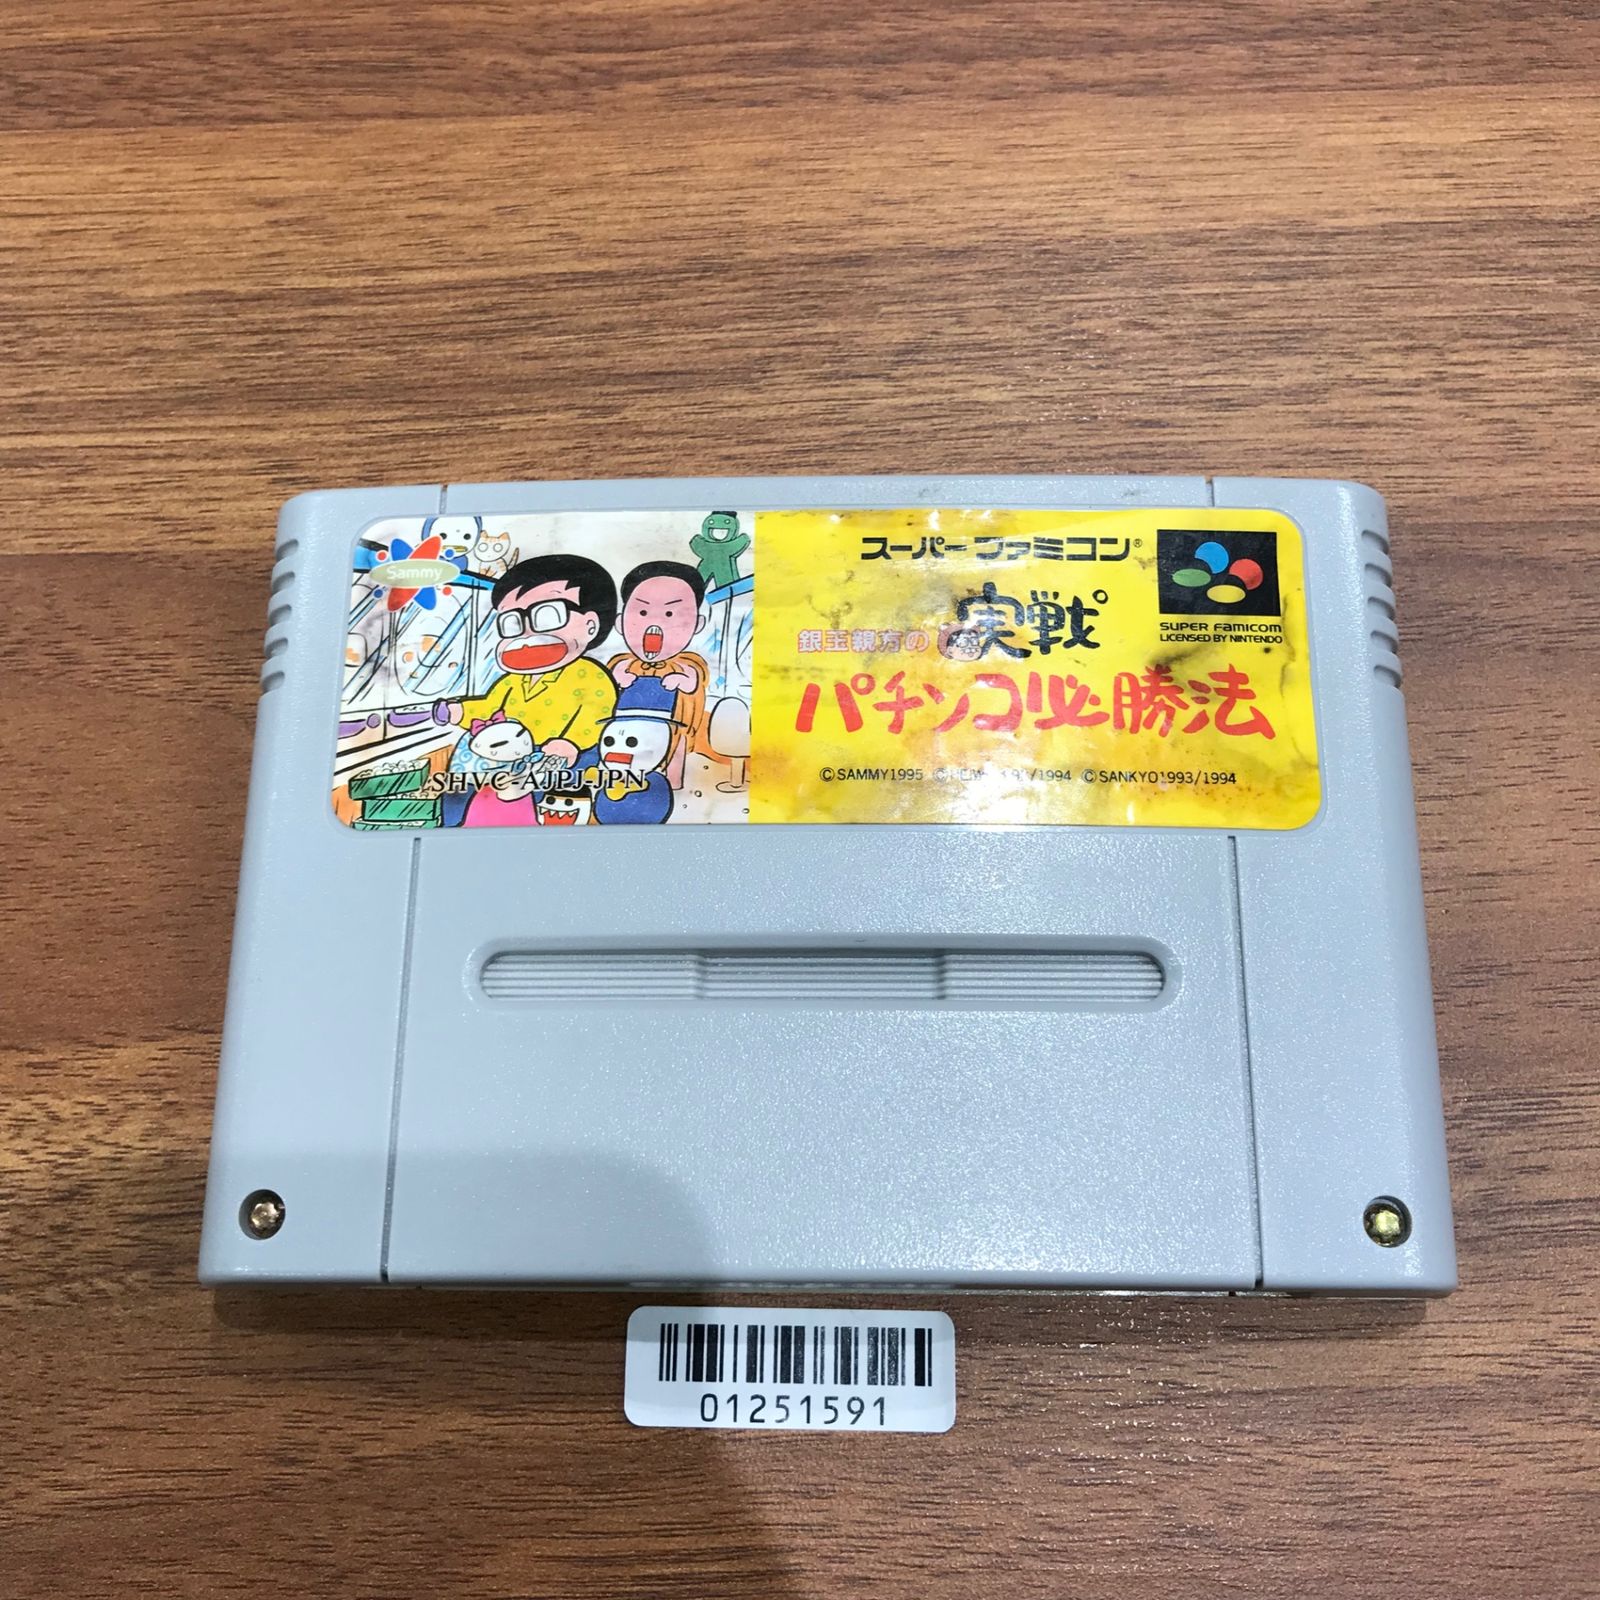 Sammy
スーパーファミコン®
SUPER FAMICOM
LICENSED BY NINTENDO
銀玉親方の
実戦
パチンコ必勝法
©SAMMY1995 © /1994 ©SANKYO1993/1994
SHVC-AJPJ-JPN
01251591